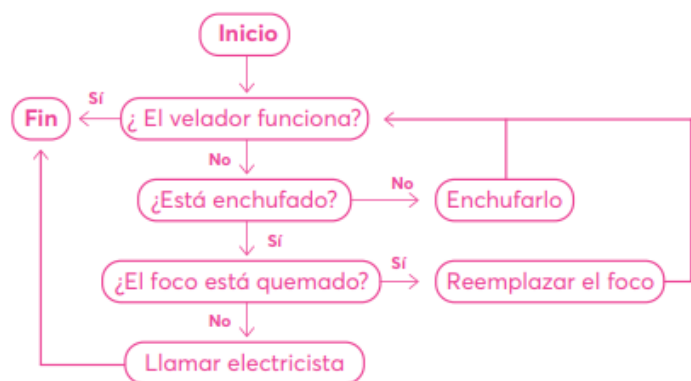 Inicio
Sí
Fin
¿ El velador funciona?
No
¿Está enchufado?
No
Enchufarlo
Sí
¿El foco está quemado?
Sí
Reemplazar el foco
No
Llamar electricista